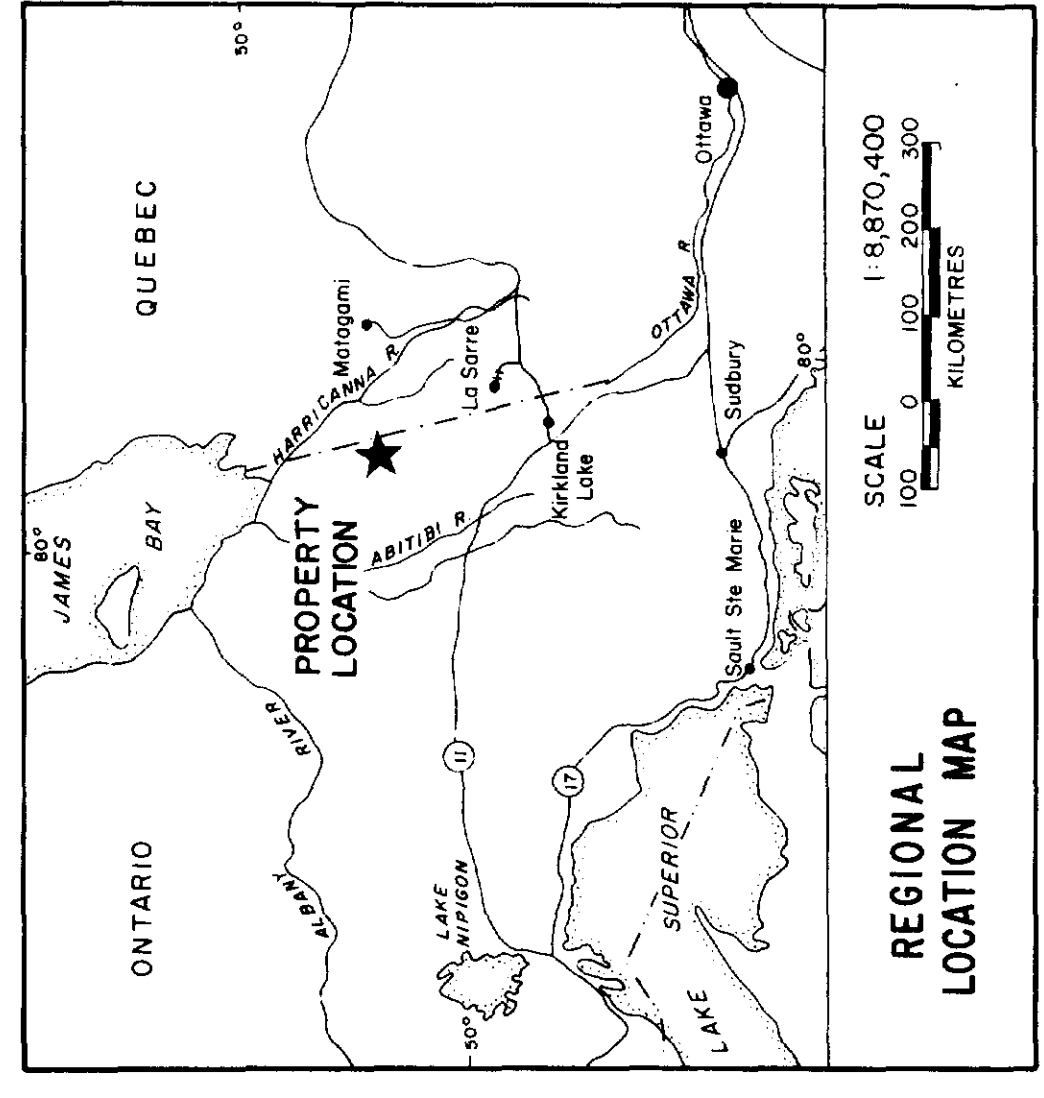 80°
JAMES
BAY
ONTARIO
QUEBEC
50°
ALBANY
RIVER
HARRICANNA R.
Matagami
PROPERTY
LOCATION
ABITIBI R.
La Sarre
LAKE
NIPIGON
50°
11
Kirkland
Lake
17
OTTAWA R
Ottawa
SUPERIOR
LAKE
Sault Ste Marie
Sudbury
80°
REGIONAL
LOCATION MAP
SCALE 1:8,870,400
100 0 100 200 300
KILOMETRES